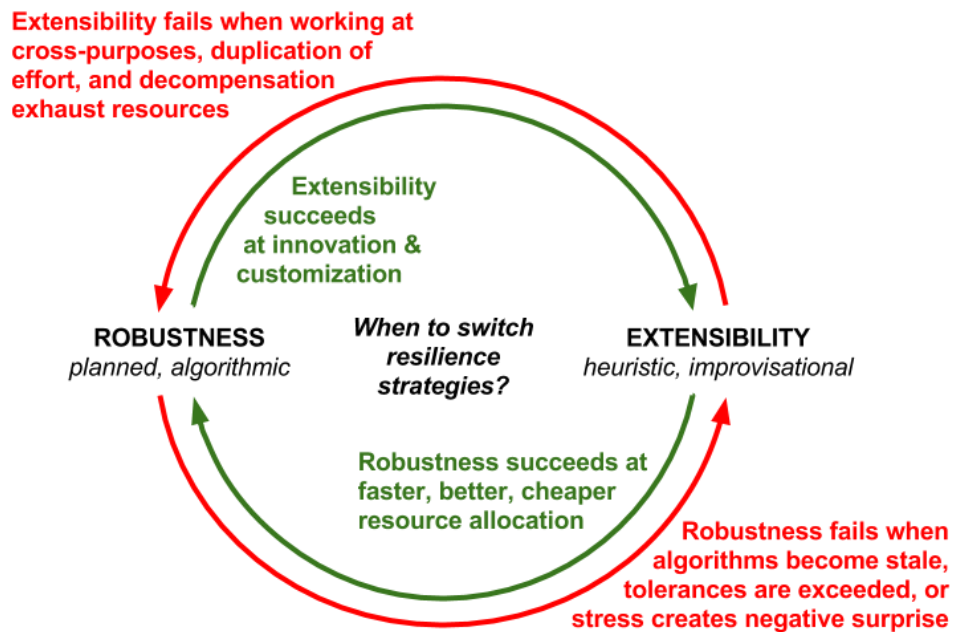 Extensibility fails when working at
cross-purposes, duplication of
effort, and decompensation
exhaust resources
Extensibility
succeeds
at innovation &
customization
ROBUSTNESS
planned, algorithmic
When to switch
resilience
strategies?
EXTENSIBILITY
heuristic, improvisational
Robustness succeeds at
faster, better, cheaper
resource allocation
Robustness fails when
algorithms become stale,
tolerances are exceeded, or
stress creates negative surprise